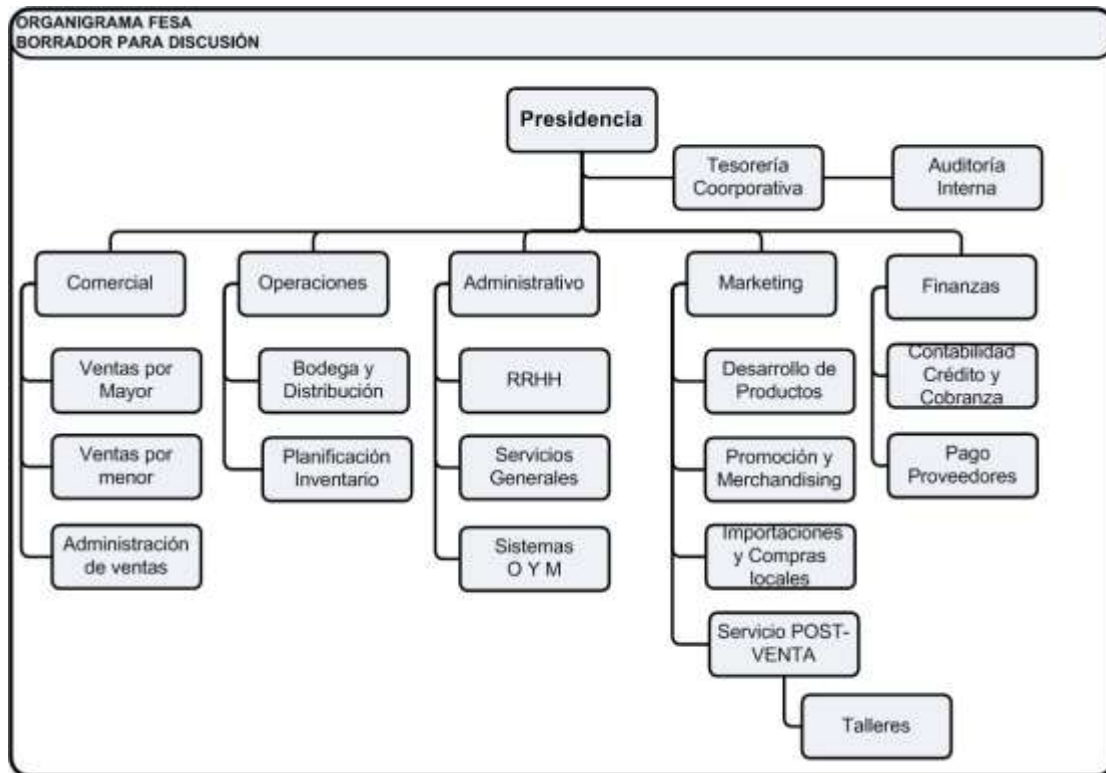 ORGANIGRAMA FESA
BORRADOR PARA DISCUSIÓN
Presidencia
Tesorería
Coorporativa
Auditoría
Interna
Comercial
Operaciones
Administrativo
Marketing
Finanzas
Ventas por
Mayor
Bodega y
Distribución
RRHH
Desarrollo de
Productos
Contabilidad
Crédito y
Cobranza
Ventas por
menor
Planificación
Inventario
Servicios
Generales
Promoción y
Merchandising
Pago
Proveedores
Administración
de ventas
Sistemas
O Y M
Importaciones
y Compras
locales
Servicio POST-
VENTA
Talleres